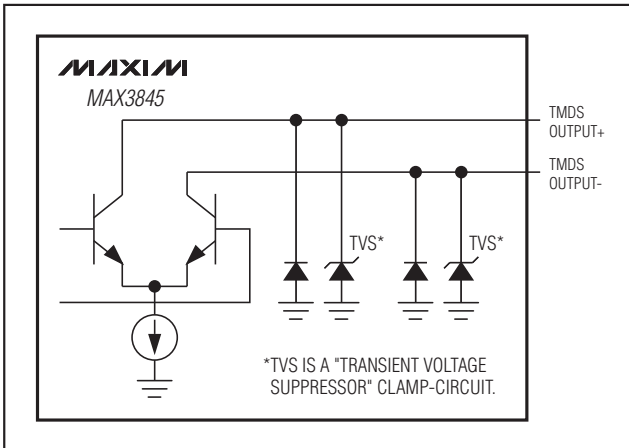 MAXIM
MAX3845
TMDS
OUTPUT+
TMDS
OUTPUT-
TVS*
TVS*
*TVS IS A "TRANSIENT VOLTAGE
SUPPRESSOR" CLAMP-CIRCUIT.